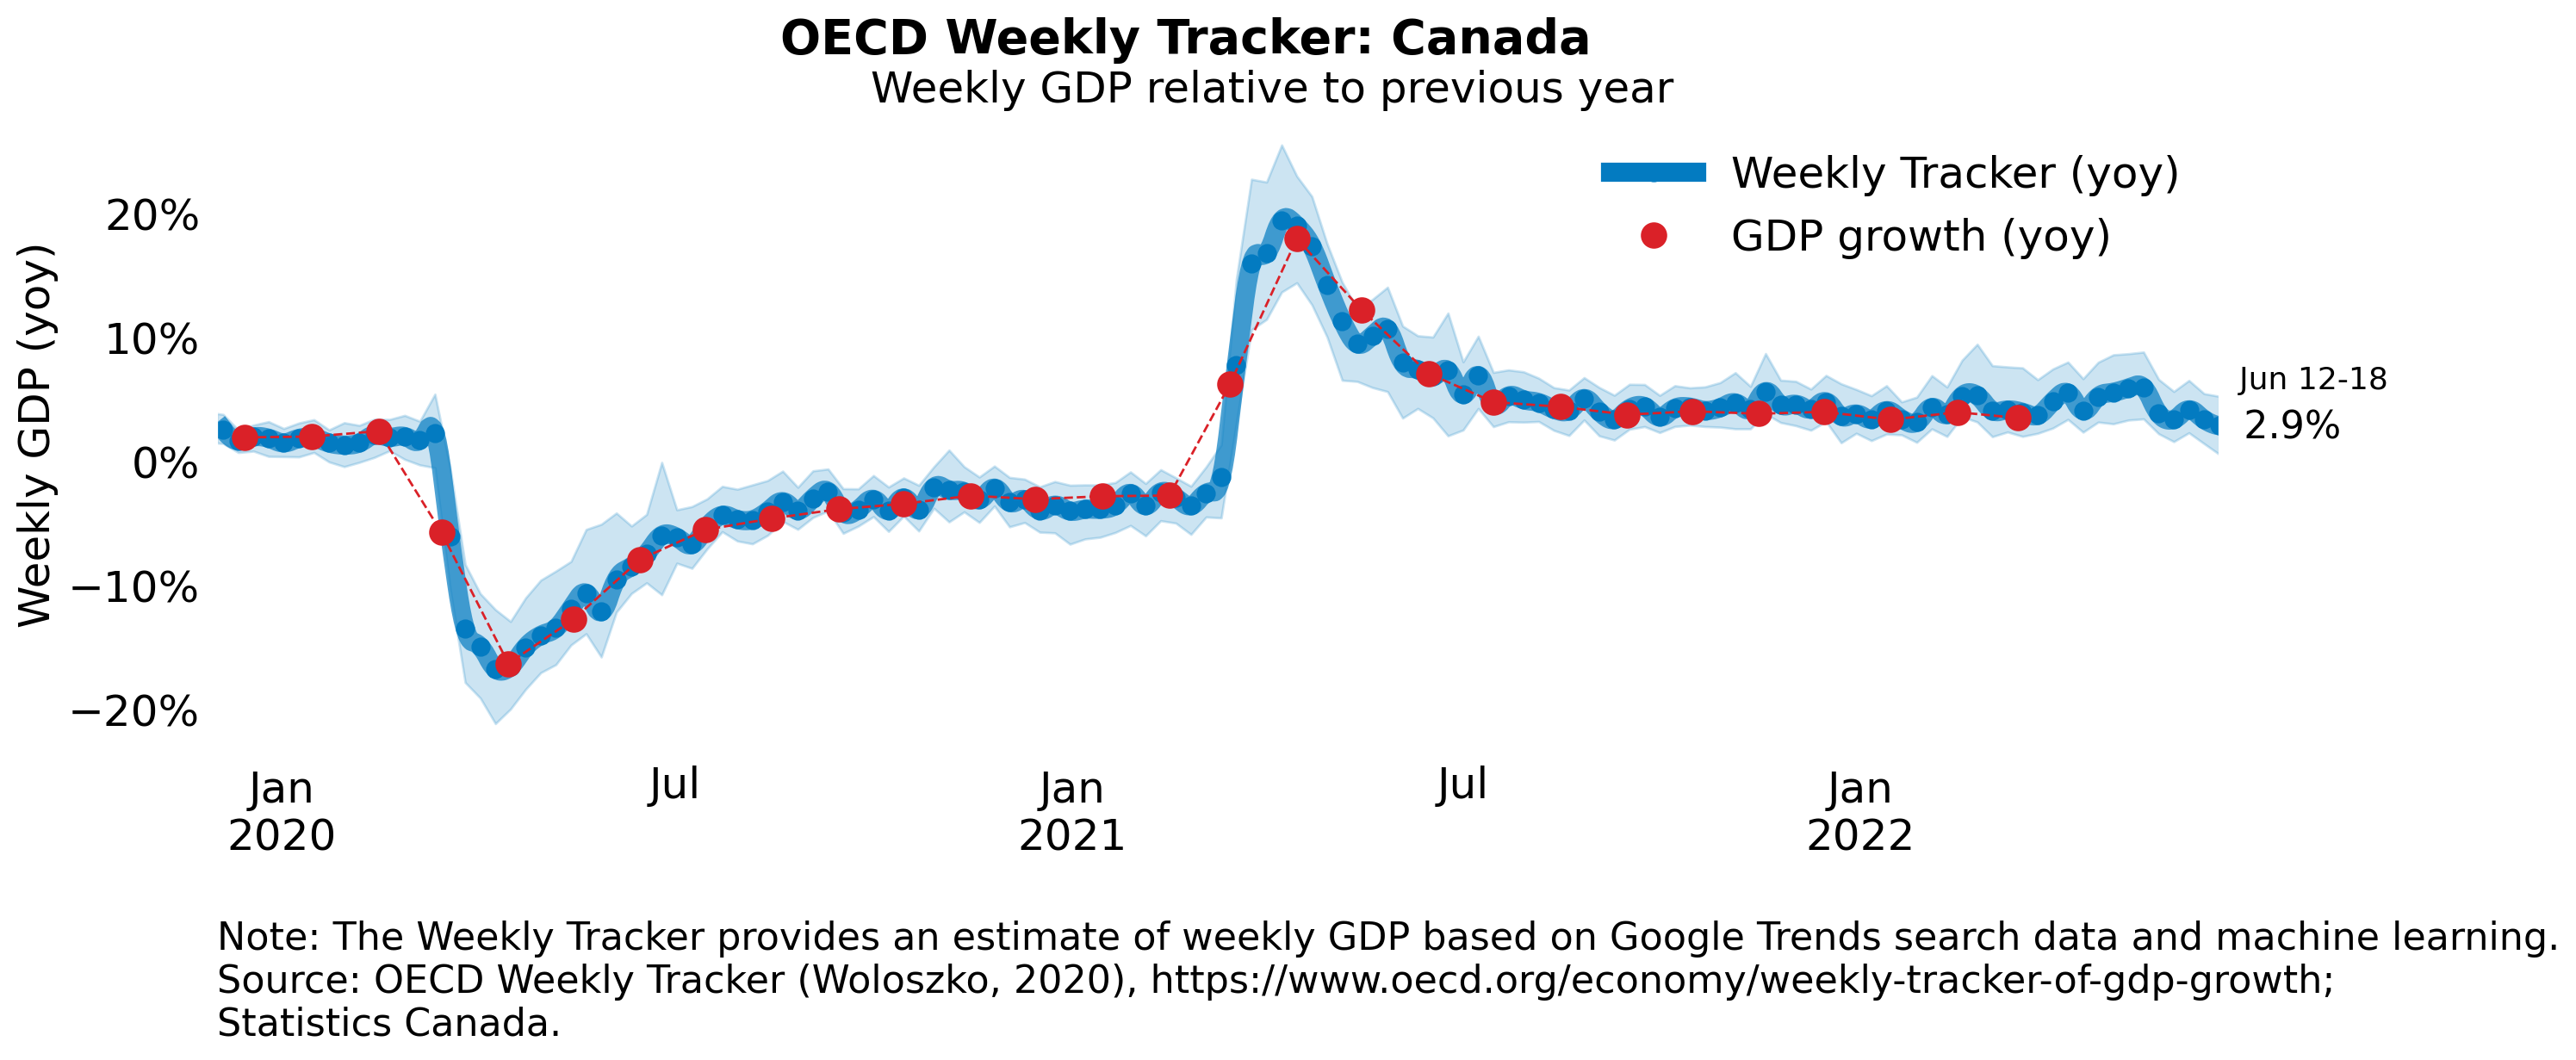 OECD Weekly Tracker: Canada
Weekly GDP relative to previous year
Weekly Tracker (yoy)
GDP growth (yoy)
Weekly GDP (yoy)
20%
10%
0%
−10%
−20%
Jun 12-18
2.9%
Jan
2020
Jul
Jan
2021
Jul
Jan
2022
Note: The Weekly Tracker provides an estimate of weekly GDP based on Google Trends search data and machine learning.
Source: OECD Weekly Tracker (Woloszko, 2020), https://www.oecd.org/economy/weekly-tracker-of-gdp-growth;
Statistics Canada.